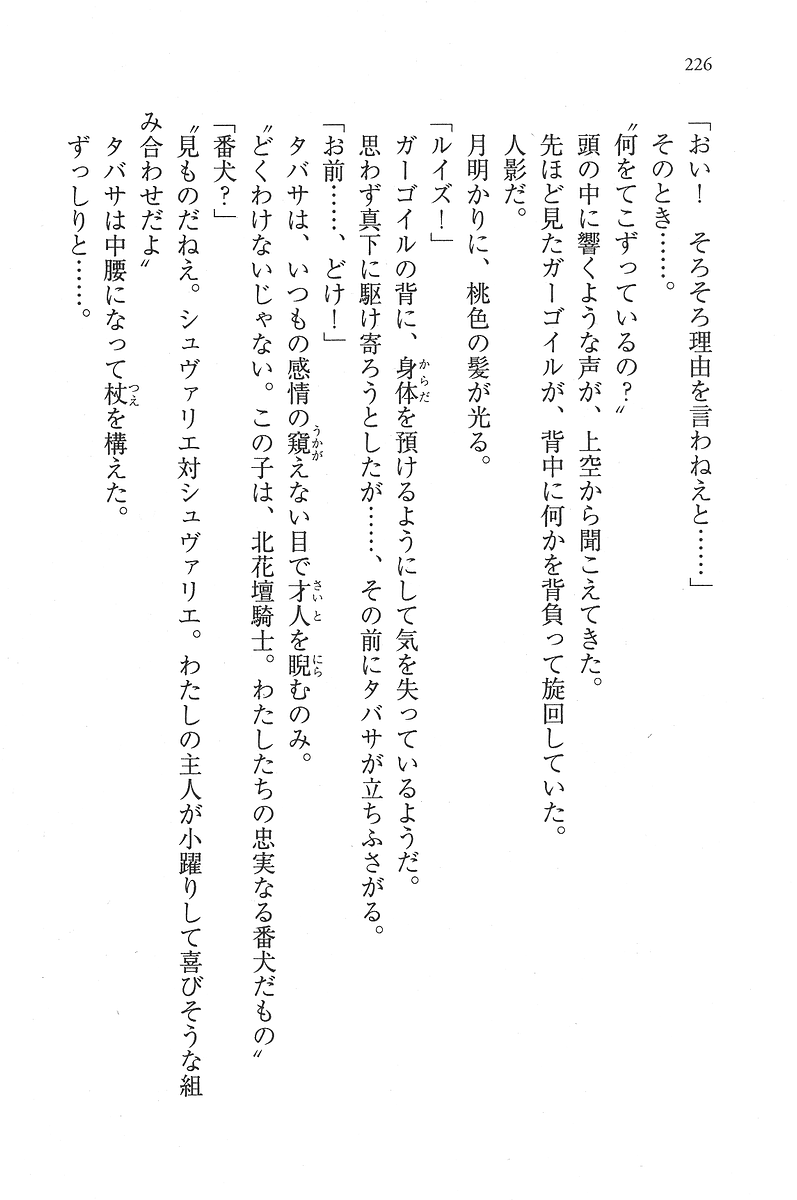 226
「おい!　そろそろ理由を言わねえと……」
そのとき……。
〝何をてこずっているの?〟
頭の中に響くような声が、上空から聞こえてきた。
先ほど見たガーゴイルが、背中に何かを背負って旋回していた。
人影だ。
月明かりに、桃色の髪が光る。
「ルイズ!」
ガーゴイルの背に、身体を預けるようにして気を失っているようだ。
思わず真下に駆け寄ろうとしたが……、その前にタバサが立ちふさがる。
「お前……、どけ!」
タバサは、いつもの感情の窺えない目で才人を睨むのみ。
〝どくわけないじゃない。この子は、北花壇騎士。わたしたちの忠実なる番犬だもの〟
「番犬?」
〝見ものだねえ。シュヴァリエ対シュヴァリエ。わたしの主人が小躍りして喜びそうな組
み合わせだよ〟
タバサは中腰になって杖を構えた。
ずっしりと……。